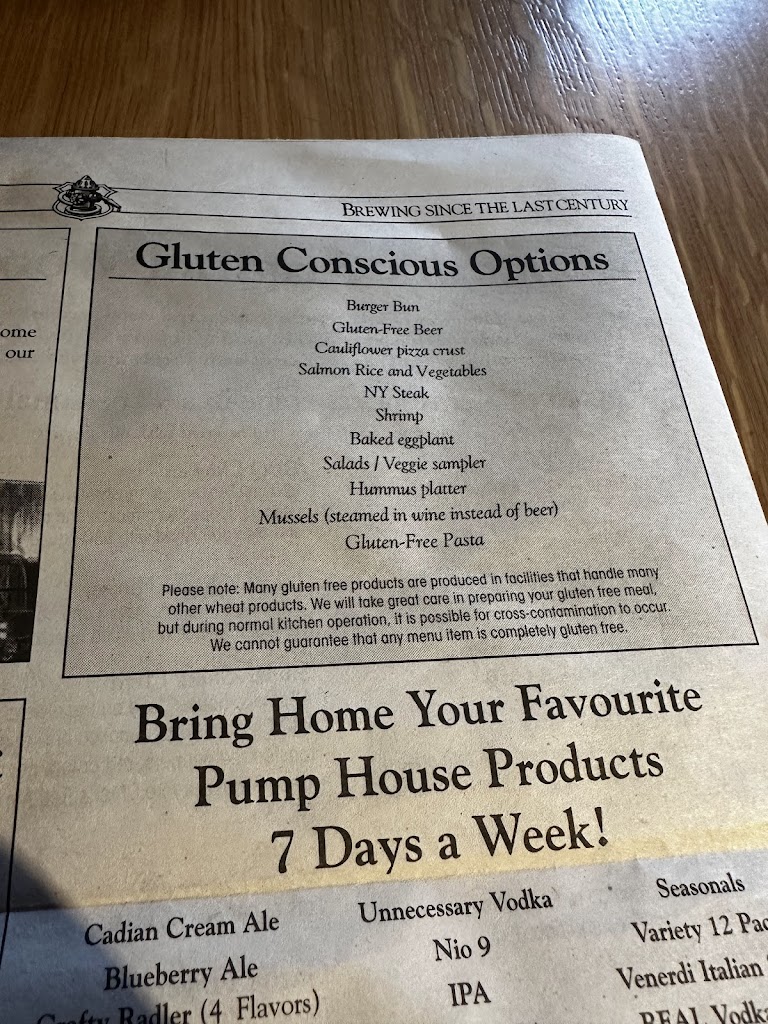 BREWING SINCE THE LAST CENTURY
ome
our
Gluten Conscious Options
Burger Bun
Gluten-Free Beer
Cauliflower pizza crust
Salmon Rice and Vegetables
NY Steak
Shrimp
Baked eggplant
Salads / Veggie sampler
Hummus platter
Mussels (steamed in wine instead of beer)
Gluten-Free Pasta
Please note: Many gluten free products are produced in facilities that handle many
other wheat products. We will take great care in preparing your gluten free meal,
but during normal kitchen operation, it is possible for cross-contamination to occur.
We cannot guarantee that any menu item is completely gluten free.
Bring Home Your Favourite
Pump House Products
7 Days a Week!
Cadian Cream Ale
Blueberry Ale
Crafty Radler (4 Flavors)
Unnecessary Vodka
Nio 9
IPA
Seasonals
Variety 12 Pac
Venerdi Italian
REAL Vodka